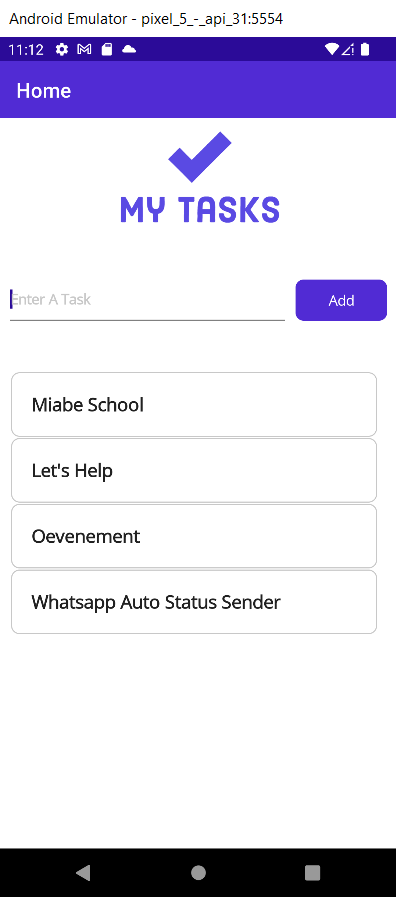 Android Emulator - pixel_5_-_api_31:5554
11:12
Home
MY TASKS
Enter A Task
Add
Miabe School
Let's Help
Oevenement
Whatsapp Auto Status Sender